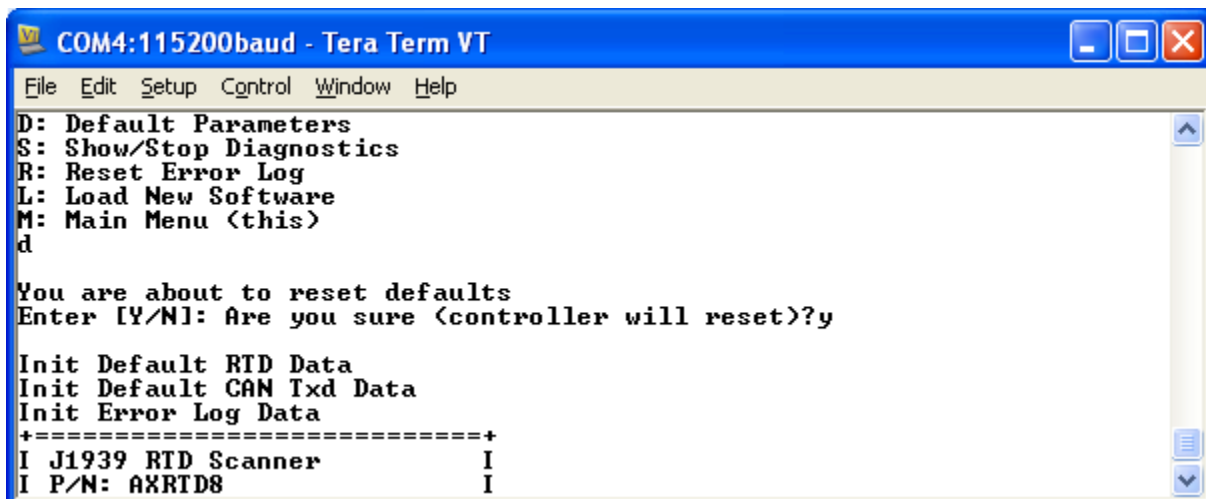 COM4:115200baud - Tera Term VT
File Edit Setup Control Window Help
D: Default Parameters
S: Show/Stop Diagnostics
R: Reset Error Log
L: Load New Software
M: Main Menu (this)
d
You are about to reset defaults
Enter [Y/N]: Are you sure (controller will reset)?y
Init Default RTD Data
Init Default CAN Txd Data
Init Error Log Data
+============================+
I J1939 RTD Scanner I
I P/N: AXRTD8 I